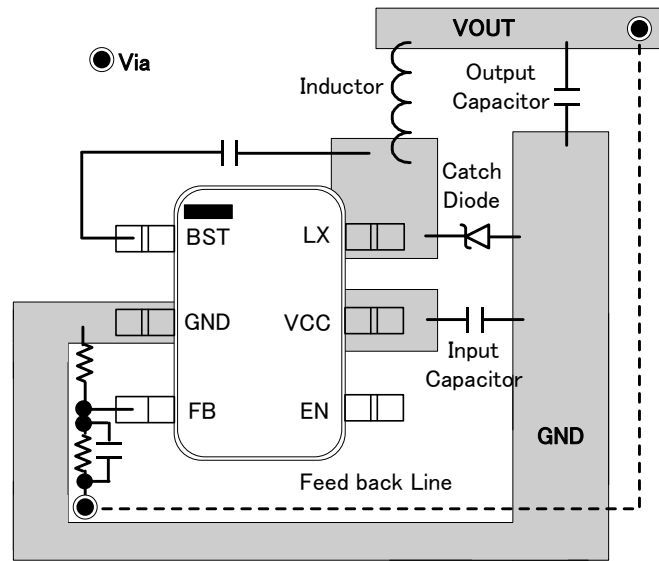 VOUT
Via
Inductor
Output
Capacitor
Catch
Diode
BST
LX
GND
VCC
Input
Capacitor
FB
EN
GND
Feed back Line